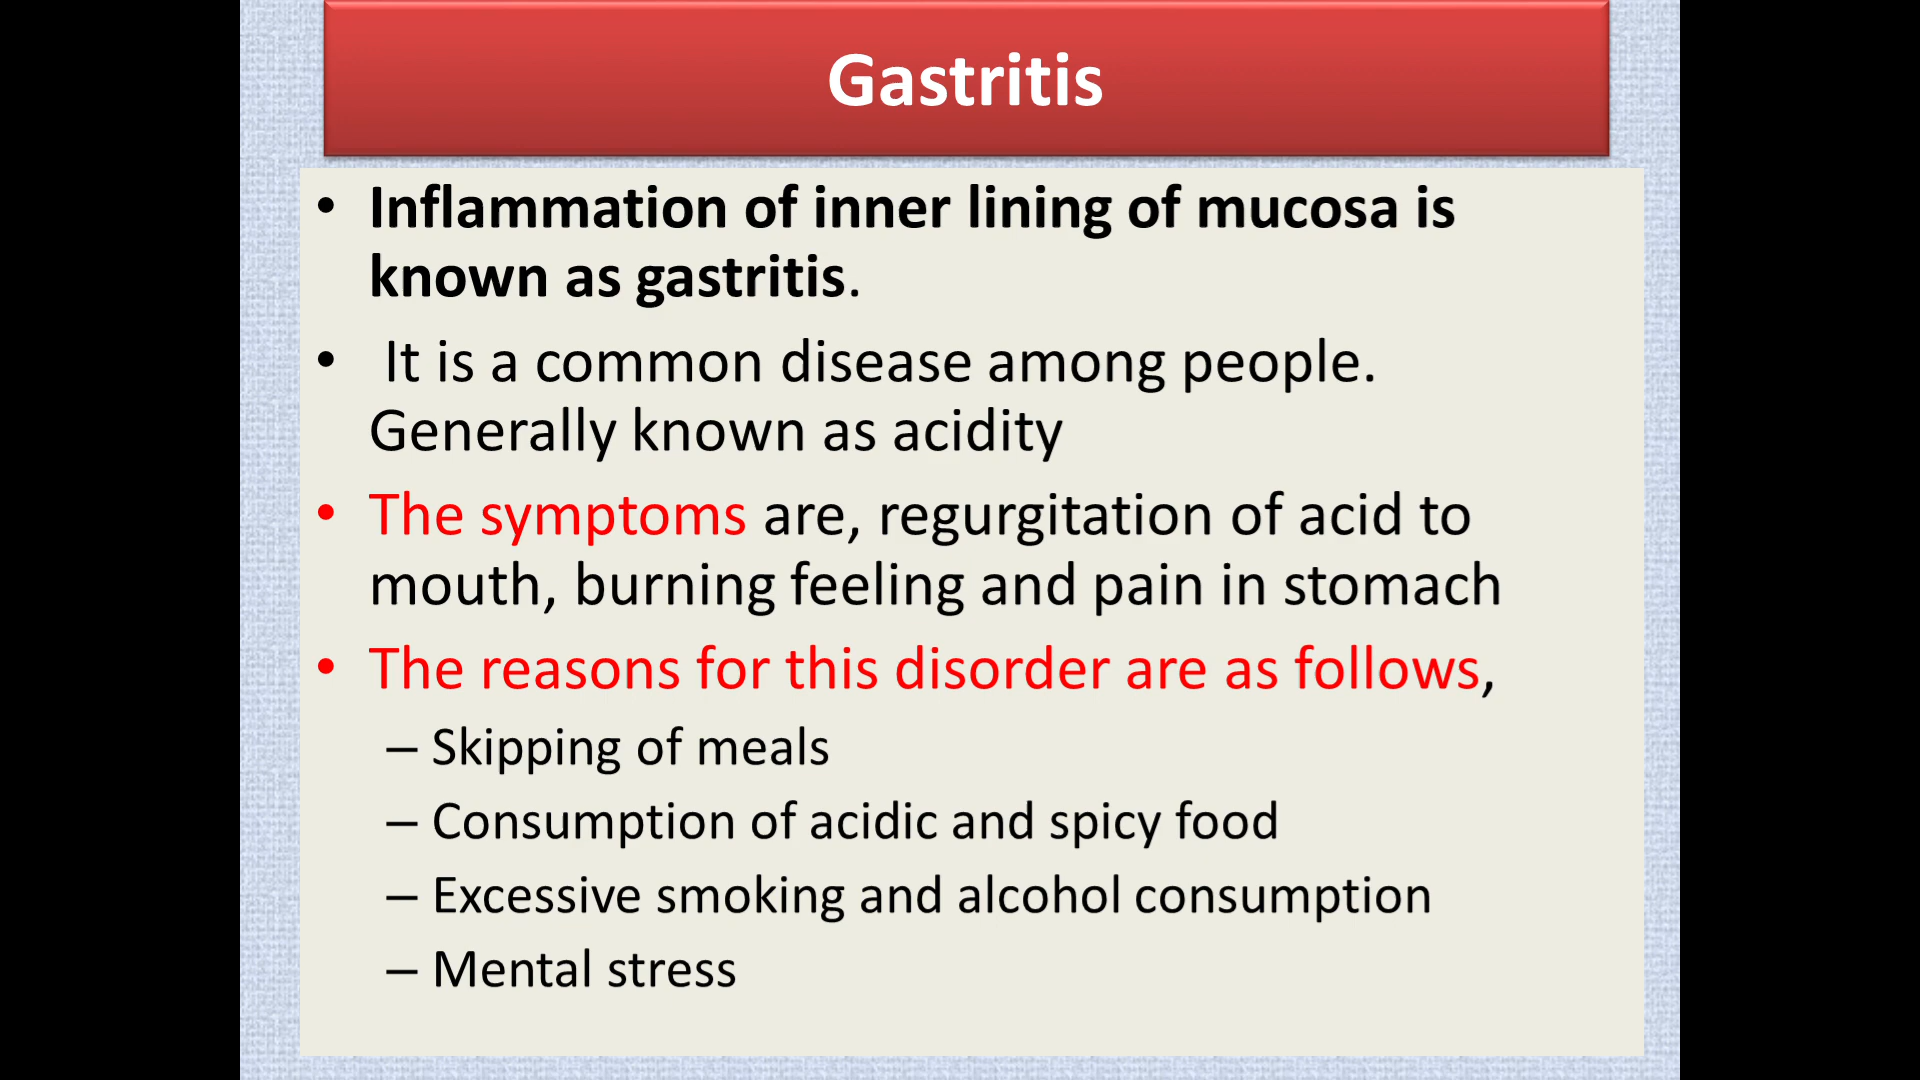 Gastritis
• Inflammation of inner lining of mucosa is
known as gastritis.
• It is a common disease among people.
Generally known as acidity
• The symptoms are, regurgitation of acid to
mouth, burning feeling and pain in stomach
• The reasons for this disorder are as follows,
– Skipping of meals
– Consumption of acidic and spicy food
– Excessive smoking and alcohol consumption
– Mental stress